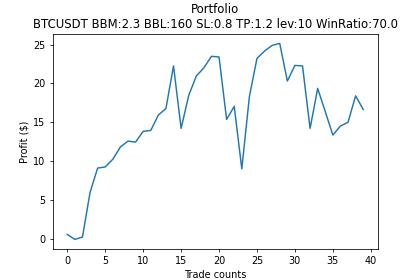 Portfolio
BTCUSDT BBM:2.3 BBL:160 SL:0.8 TP:1.2 lev:10 WinRatio:70.0
25
20
15
10
5
0
Profit ($)
0 5 10 15 20 25 30 35 40
Trade counts